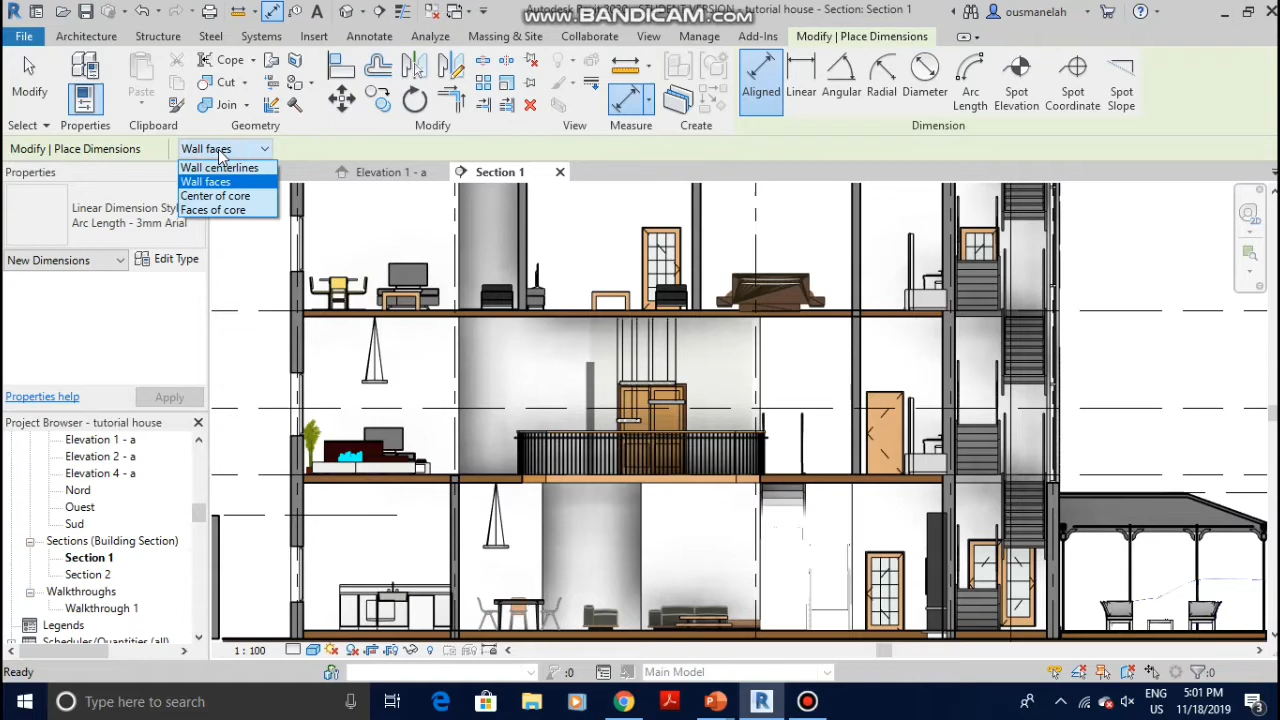 Autodesk Revit 2020 - STUDENT VERSION - tutorial house - Section: Section 1
ousmanelah
WWW.BANDICAM.COM
File
Architecture
Structure
Steel
Systems
Insert
Annotate
Analyze
Massing & Site
Collaborate
View
Manage
Add-Ins
Modify | Place Dimensions
Modify
Paste
Cope
Cut
Join
Aligned
Linear
Angular
Radial
Diameter
Arc
Length
Spot
Elevation
Spot
Coordinate
Spot
Slope
Select
Properties
Clipboard
Geometry
Modify
View
Measure
Create
Dimension
Modify | Place Dimensions
Wall faces
Wall centerlines
Wall faces
Center of core
Faces of core
Properties
Elevation 1 - a
Section 1
Linear Dimension Sty
Arc Length - 3mm Arial
New Dimensions
Edit Type
Properties help
Apply
Project Browser - tutorial house
Elevation 1 - a
Elevation 2 - a
Elevation 4 - a
Nord
Ouest
Sud
Sections (Building Section)
Section 1
Section 2
Walkthroughs
Walkthrough 1
Legends
Schedules/Quantities (all)
1 : 100
Ready
:0
Main Model
:0
Type here to search
ENG
US
5:01 PM
11/18/2019
3